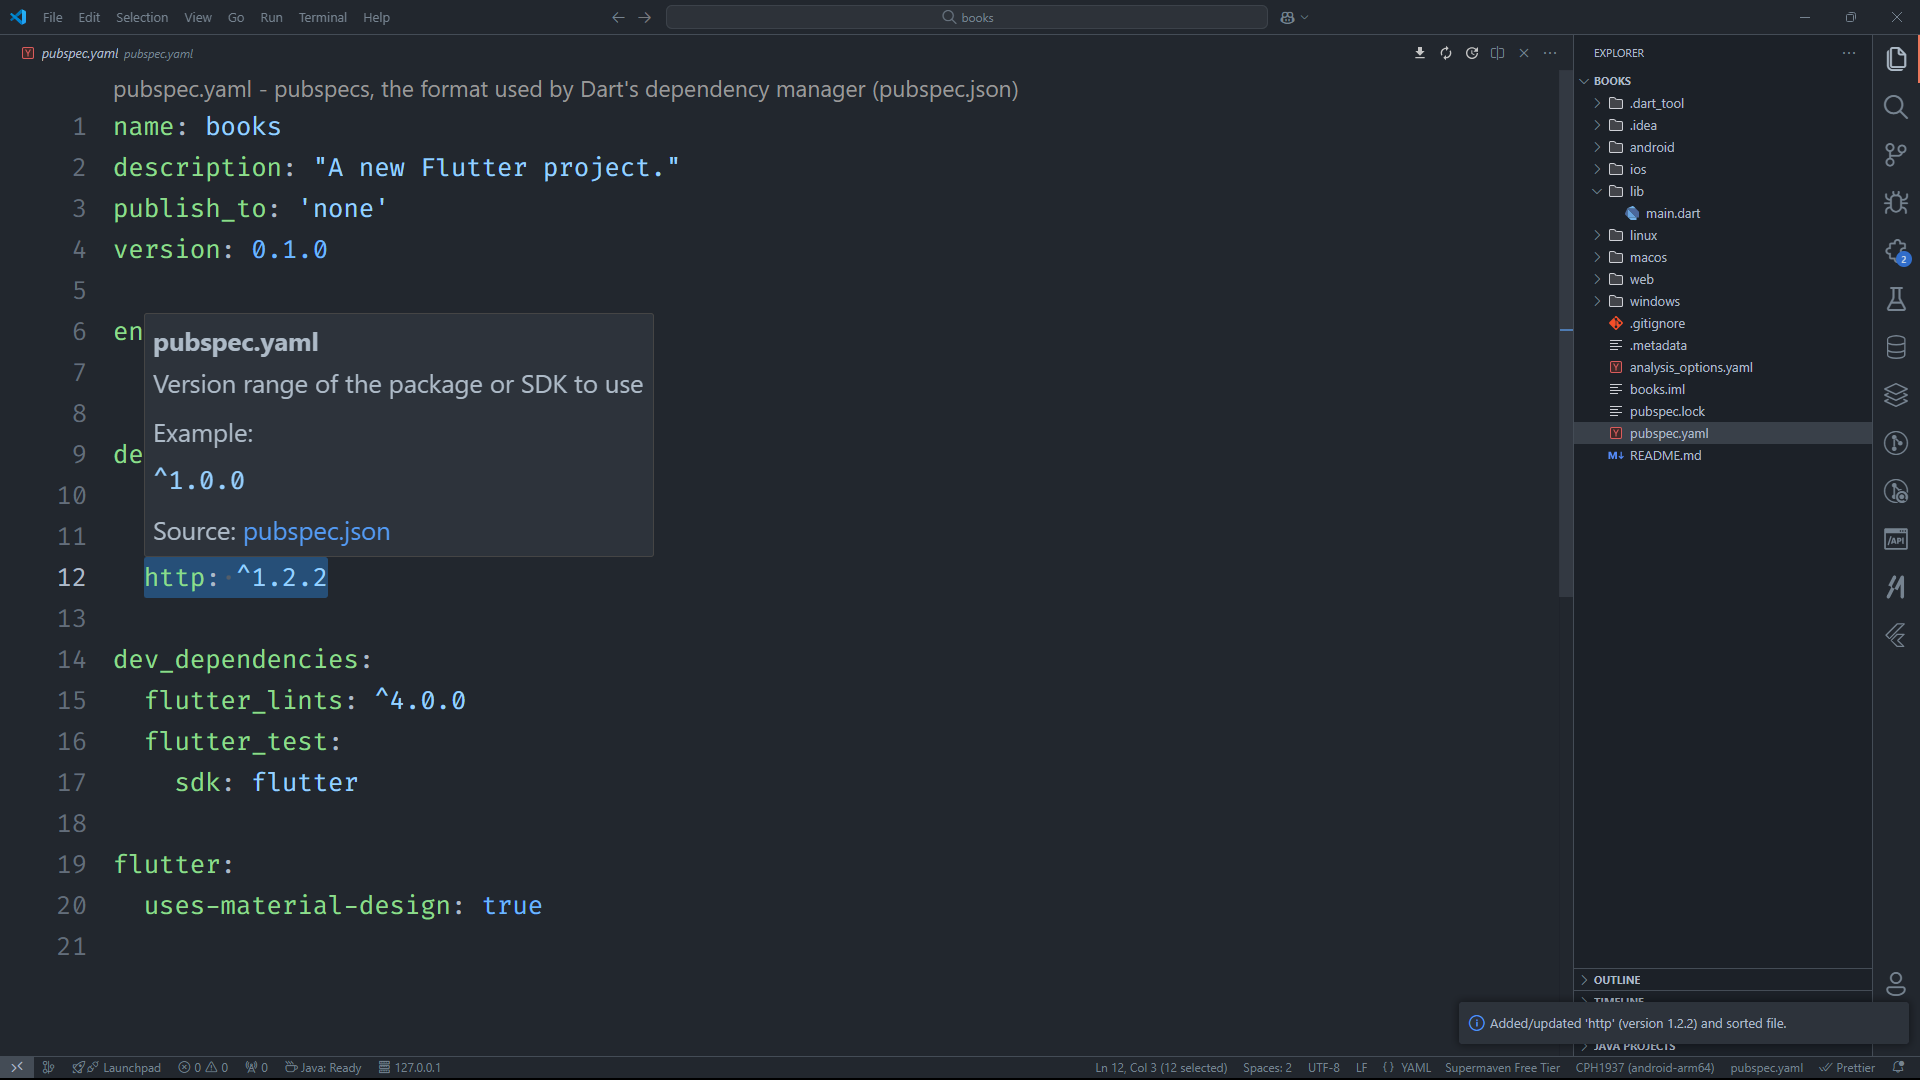 File Edit Selection View Go Run Terminal Help
books
pubspec.yaml pubspec.yaml
pubspec.yaml - pubspecs, the format used by Dart's dependency manager (pubspec.json)
1 name: books
2 description: "A new Flutter project."
3 publish_to: 'none'
4 version: 0.1.0
5
6 en
7
8
9 de
10
11
pubspec.yaml
Version range of the package or SDK to use
Example:
^1.0.0
Source: pubspec.json
12 http: ^1.2.2
13
14 dev_dependencies:
15 flutter_lints: ^4.0.0
16 flutter_test:
17 sdk: flutter
18
19 flutter:
20 uses-material-design: true
21
EXPLORER
BOOKS
.dart_tool
.idea
android
ios
lib
main.dart
linux
macos
web
windows
.gitignore
.metadata
analysis_options.yaml
books.iml
pubspec.lock
pubspec.yaml
README.md
OUTLINE
TIMELINE
Added/updated 'http' (version 1.2.2) and sorted file.
JAVA PROJECTS
2
/API
Launchpad 0 0 0 Java: Ready 127.0.0.1
Ln 12, Col 3 (12 selected) Spaces: 2 UTF-8 LF { } YAML Supermaven Free Tier CPH1937 (android-arm64) pubspec.yaml Prettier